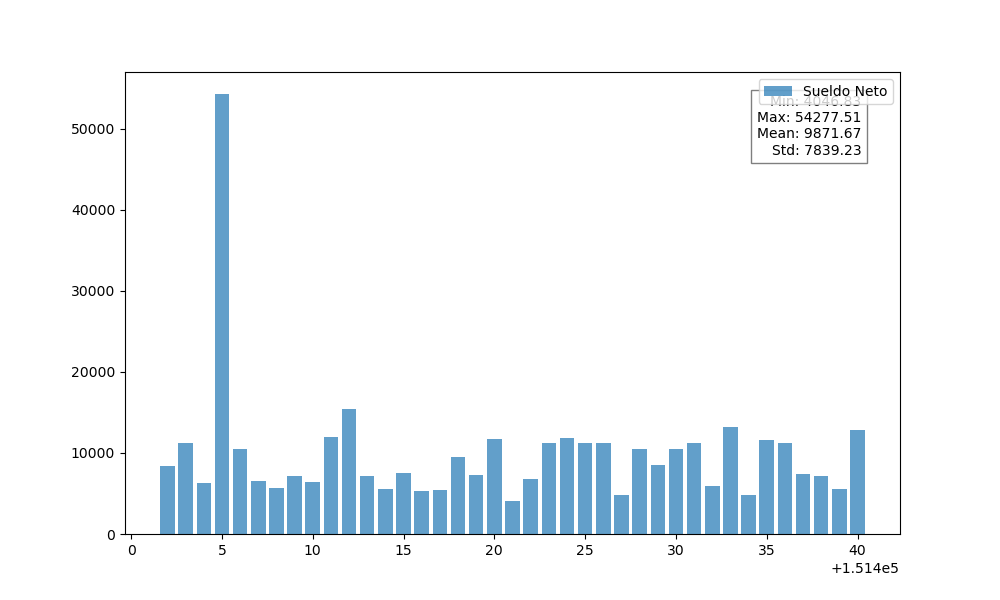 Sueldo Neto
Min: 4046.83
Max: 54277.51
Mean: 9871.67
Std: 7839.23
50000
40000
30000
20000
10000
0
0 5 10 15 20 25 30 35 40
+1.514e5